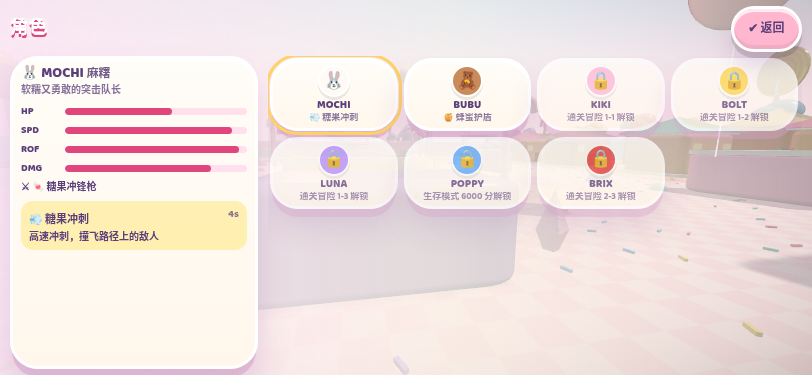 角色
✔ 返回
MOCHI 麻糬
软糯又勇敢的突击队长
HP
SPD
ROF
DMG
糖果冲锋枪
糖果冲刺
4s
高速冲刺，撞飞路径上的敌人
MOCHI
糖果冲刺
BUBU
蜂蜜护盾
KIKI
通关冒险 1-1 解锁
BOLT
通关冒险 1-2 解锁
LUNA
通关冒险 1-3 解锁
POPPY
生存模式 6000 分解锁
BRIX
通关冒险 2-3 解锁